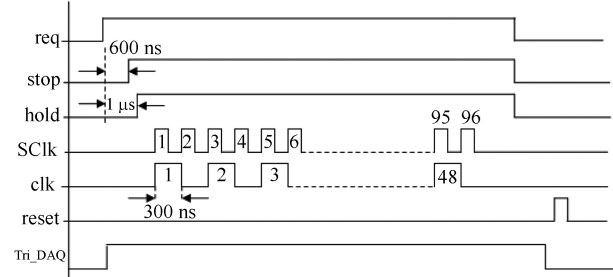 req
600 ns
stop
1 μs
hold
95 96
SClk 1 2 3 4 5 6
clk 1 2 3 48
300 ns
reset
Tri_DAQ